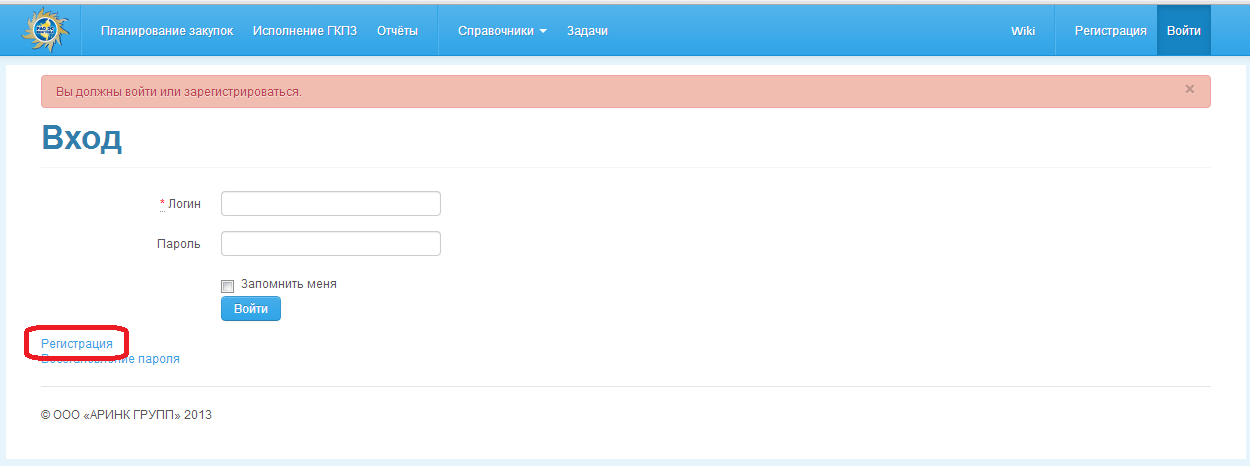 Планирование закупок Исполнение ГКПЗ Отчёты Справочники Задачи Wiki Регистрация Войти
Вы должны войти или зарегистрироваться. ×
Вход
* Логин
Пароль
Запомнить меня
Войти
Регистрация
Восстановление пароля
© ООО «АРИНК ГРУПП» 2013